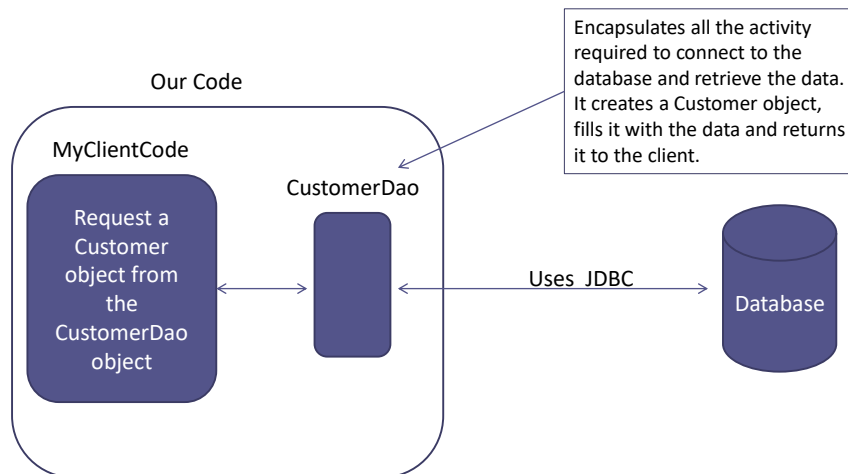 Encapsulates all the activity
required to connect to the
database and retrieve the data.
It creates a Customer object,
fills it with the data and returns
it to the client.
Our Code
MyClientCode
Request a
Customer
object from
the
CustomerDao
object
CustomerDao
Uses JDBC
Database